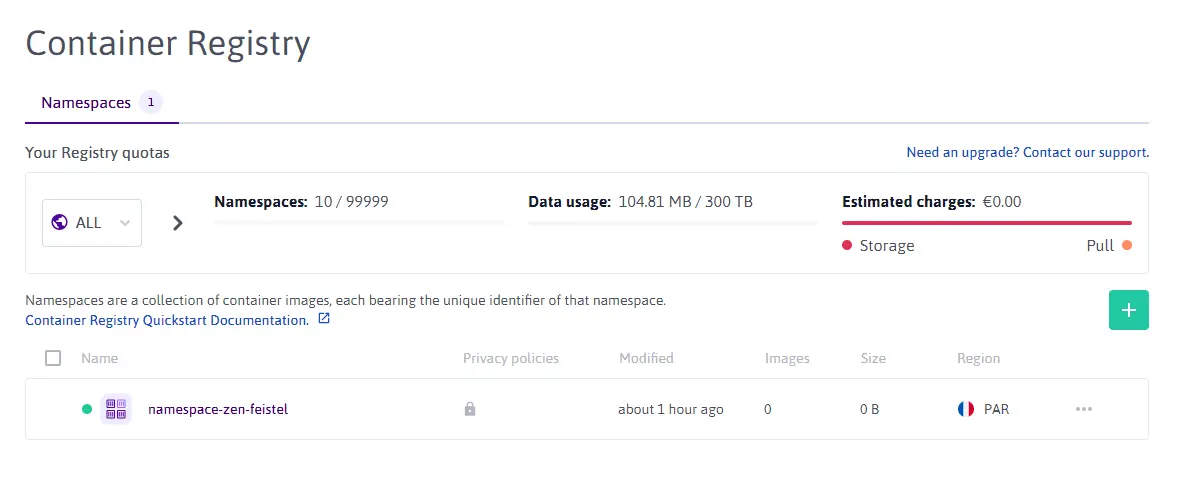 Container Registry
Namespaces 1
Your Registry quotas
Need an upgrade? Contact our support.
ALL
Namespaces: 10 / 99999
Data usage: 104.81 MB / 300 TB
Estimated charges: €0.00
Storage
Pull
Namespaces are a collection of container images, each bearing the unique identifier of that namespace.
Container Registry Quickstart Documentation.
Name Privacy policies Modified Images Size Region
namespace-zen-feistel about 1 hour ago 0 0 B PAR